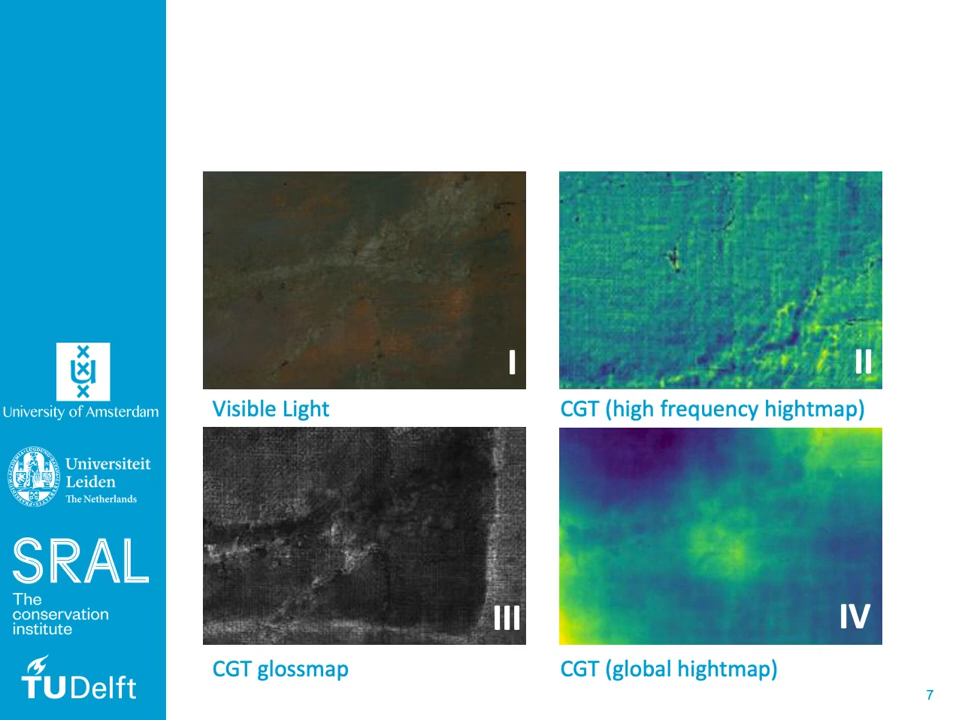 I
II
Visible Light
CGT (high frequency hightmap)
University of Amsterdam
Universiteit
Leiden
The Netherlands
SRAL
The
conservation
institute
TUDelft
III
IV
CGT glossmap
CGT (global hightmap)
7